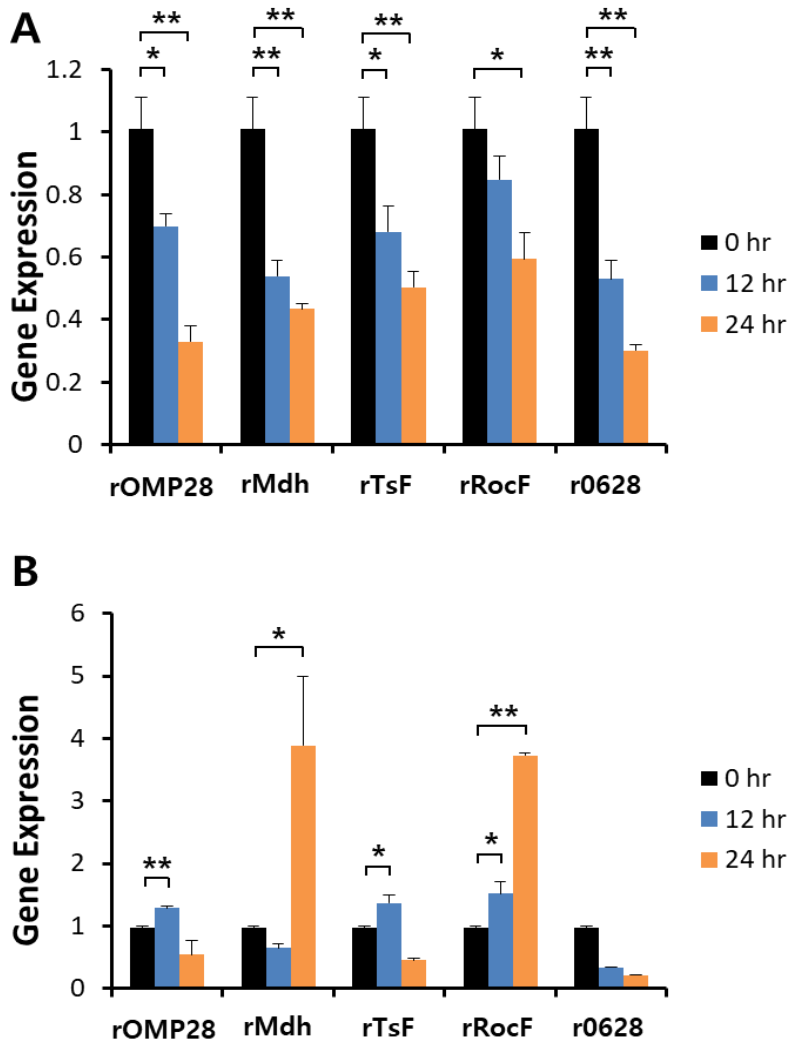 A
** ** ** **
* ** * * **
1.2
1
0.8
0.6
0.4
0.2
0
Gene Expression
0 hr
12 hr
24 hr
rOMP28 rMdh rTsF rRocF r0628
B
6
5
4
3
2
1
0
Gene Expression
*
**
** * *
0 hr
12 hr
24 hr
rOMP28 rMdh rTsF rRocF r0628